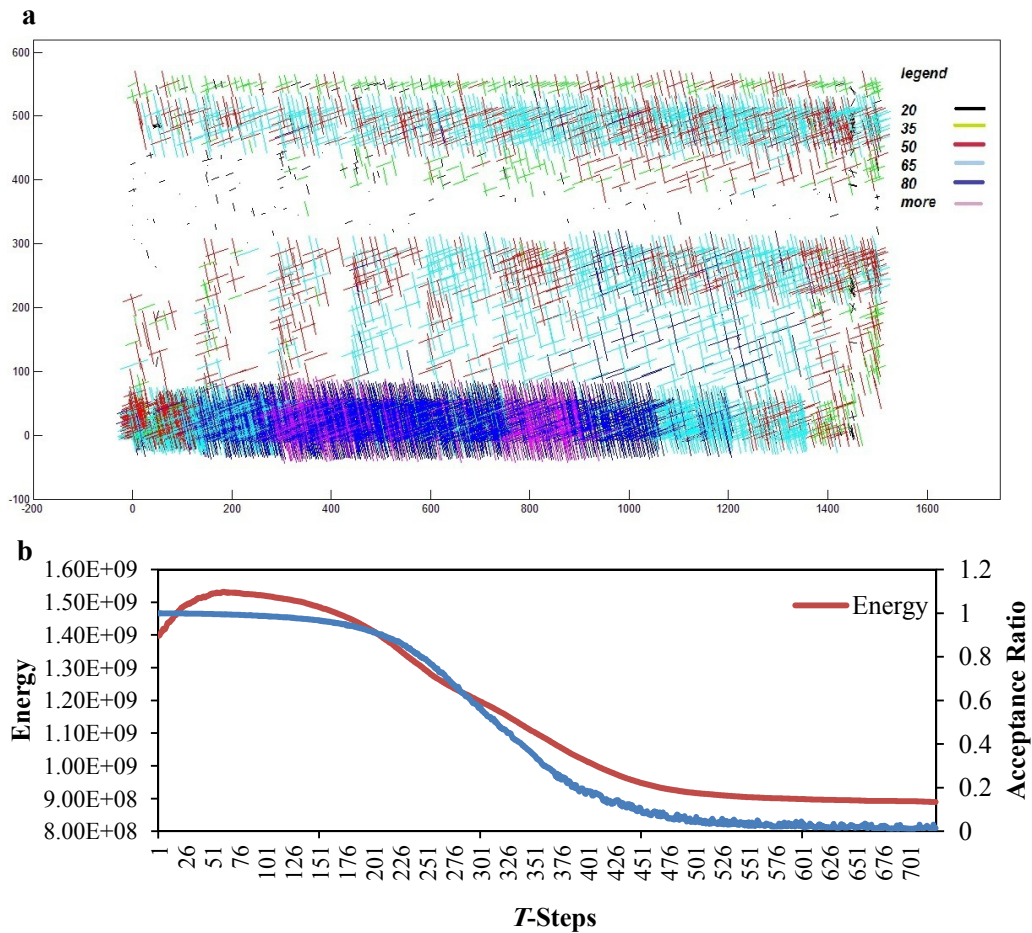 a
600
500
400
300
200
100
0
-100
-200 0 200 400 600 800 1000 1200 1400 1600
legend
20
35
50
65
80
more
b
1.60E+09
1.50E+09
1.40E+09
1.30E+09
1.20E+09
1.10E+09
1.00E+09
9.00E+08
8.00E+08
Energy
Energy
1.2
1
0.8
0.6
0.4
0.2
0
Acceptance Ratio
1 26 51 76 101 126 151 176 201 226 251 276 301 326 351 376 401 426 451 476 501 526 551 576 601 626 651 676 701
T-Steps